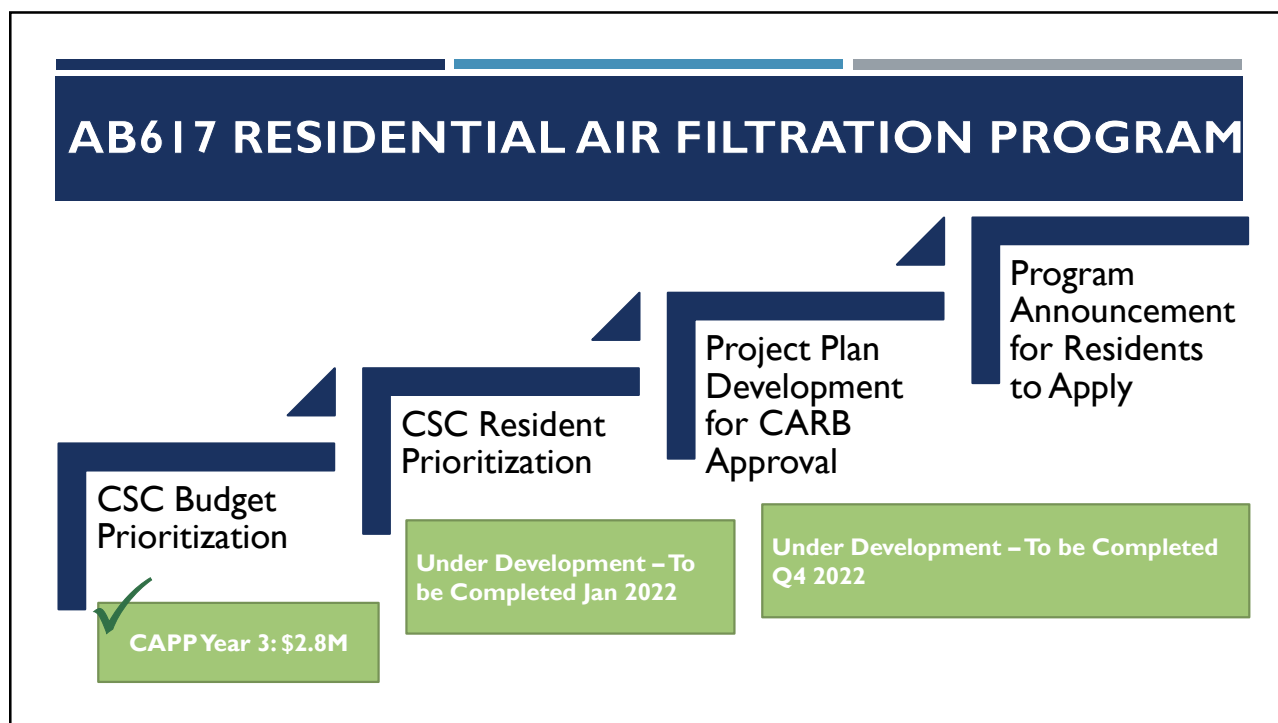 AB617 RESIDENTIAL AIR FILTRATION PROGRAM
CSC Budget
Prioritization
CAPP Year 3: $2.8M
CSC Resident
Prioritization
Under Development – To
be Completed Jan 2022
Project Plan
Development
for CARB
Approval
Program
Announcement
for Residents
to Apply
Under Development – To be Completed
Q4 2022